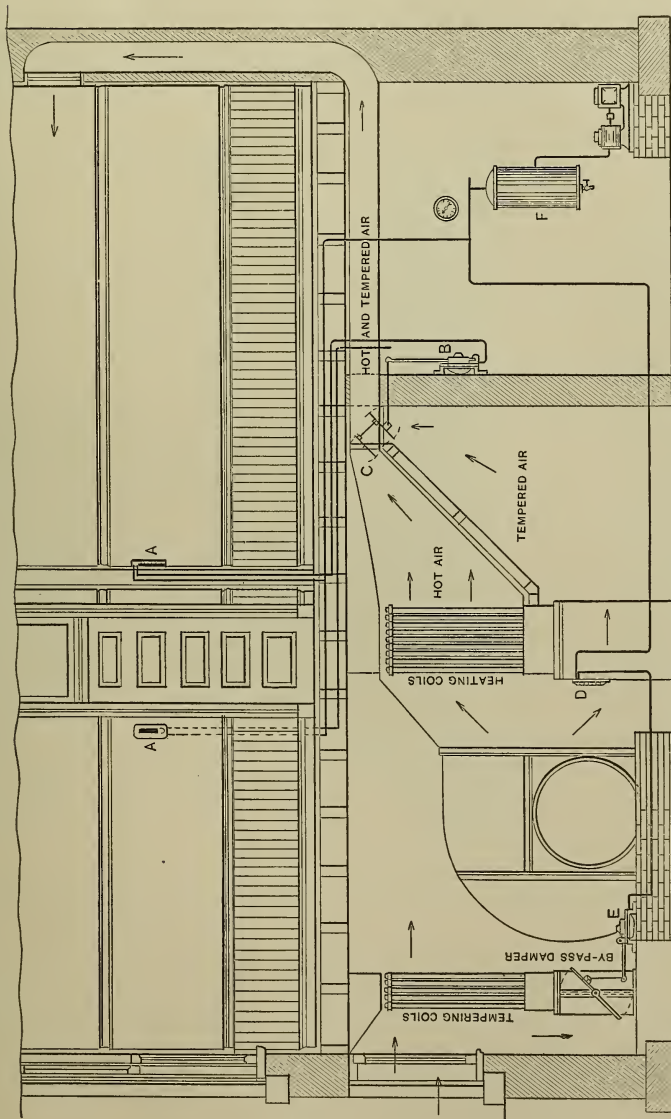 A
A
HOT AND TEMPERED AIR
B
C
HOT AIR
TEMPERED AIR
HEATING COILS
D
F
TEMPERING COILS
BY-PASS DAMPER
E